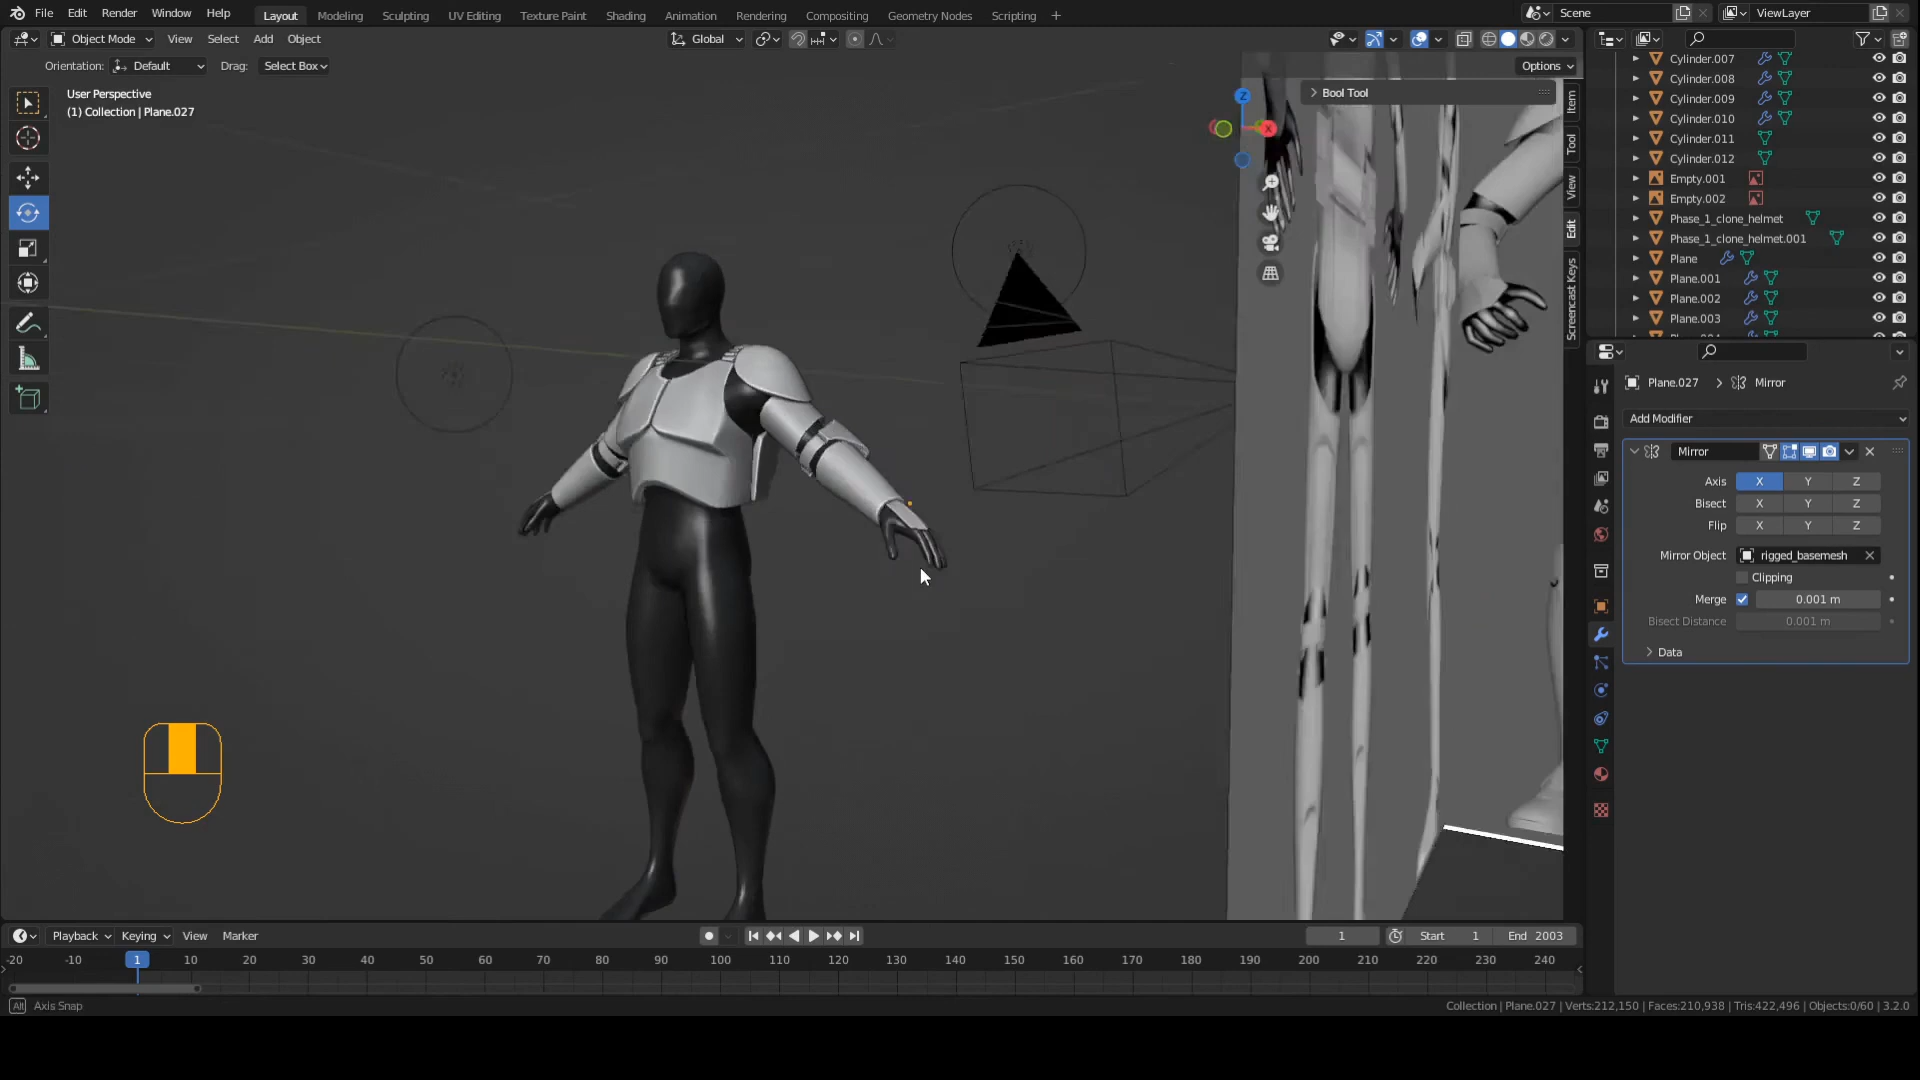 File Edit Render Window Help Layout Modeling Sculpting UV Editing Texture Paint Shading Animation Rendering Compositing Geometry Nodes Scripting + Scene ViewLayer
Object Mode View Select Add Object Global
Orientation: Default Drag: Select Box Options
User Perspective
(1) Collection | Plane.027
Bool Tool
Z
X
Item
Tool
View
Edit
Screencast Keys
Cylinder.007
Cylinder.008
Cylinder.009
Cylinder.010
Cylinder.011
Cylinder.012
Empty.001
Empty.002
Phase_1_clone_helmet
Phase_1_clone_helmet.001
Plane
Plane.001
Plane.002
Plane.003
Plane.027 > Mirror
Add Modifier
Mirror
Axis X Y Z
Bisect X Y Z
Flip X Y Z
Mirror Object rigged_basemesh
Clipping
Merge 0.001 m
Bisect Distance 0.001 m
Data
Playback Keying View Marker 1 Start 1 End 2003
-20 -10 1 10 20 30 40 50 60 70 80 90 100 110 120 130 140 150 160 170 180 190 200 210 220 230 240
Alt Axis Snap
Collection | Plane.027 | Verts:212,150 | Faces:210,938 | Tris:422,496 | Objects:0/60 | 3.2.0